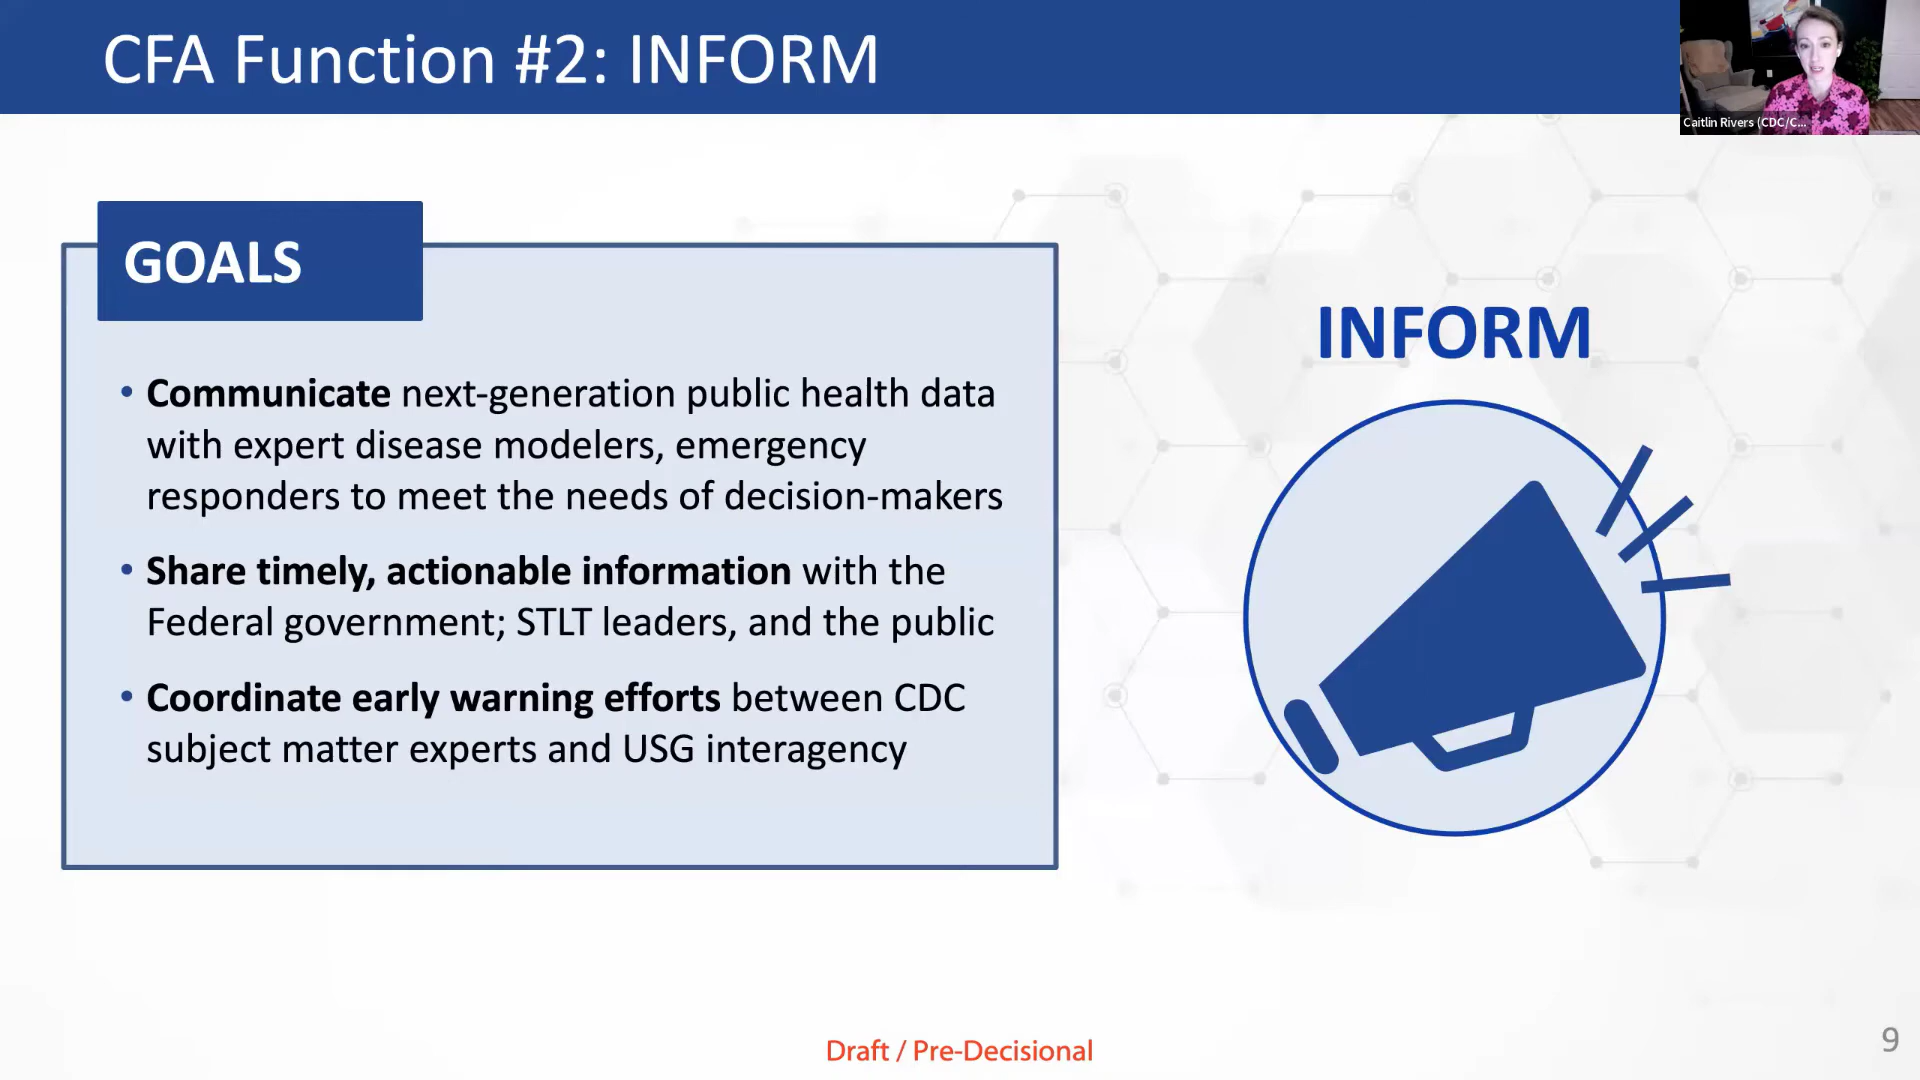 CFA Function #2: INFORM
Caitlin Rivers (CDC/C...
GOALS
• Communicate next-generation public health data
with expert disease modelers, emergency
responders to meet the needs of decision-makers
• Share timely, actionable information with the
Federal government; STLT leaders, and the public
• Coordinate early warning efforts between CDC
subject matter experts and USG interagency
INFORM
Draft / Pre-Decisional
9